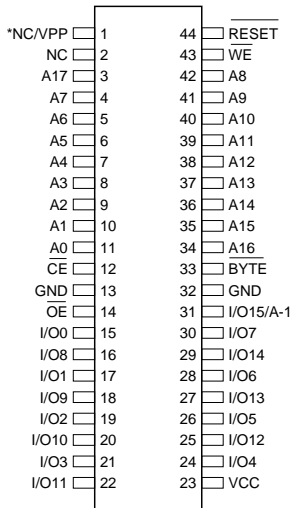 *NC/VPP 1 44 RESET
NC 2 43 WE
A17 3 42 A8
A7 4 41 A9
A6 5 40 A10
A5 6 39 A11
A4 7 38 A12
A3 8 37 A13
A2 9 36 A14
A1 10 35 A15
A0 11 34 A16
CE 12 33 BYTE
GND 13 32 GND
OE 14 31 I/O15/A-1
I/O0 15 30 I/O7
I/O8 16 29 I/O14
I/O1 17 28 I/O6
I/O9 18 27 I/O13
I/O2 19 26 I/O5
I/O10 20 25 I/O12
I/O3 21 24 I/O4
I/O11 22 23 VCC